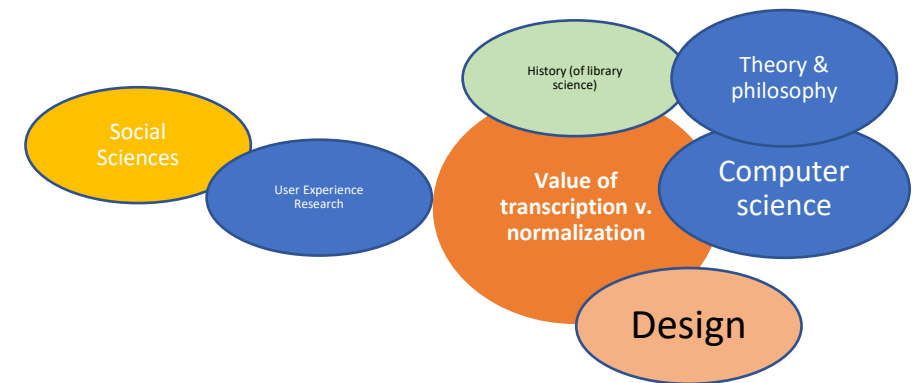 Social
Sciences
User Experience
Research
History (of library
science)
Value of
transcription v.
normalization
Theory &
philosophy
Computer
science
Design